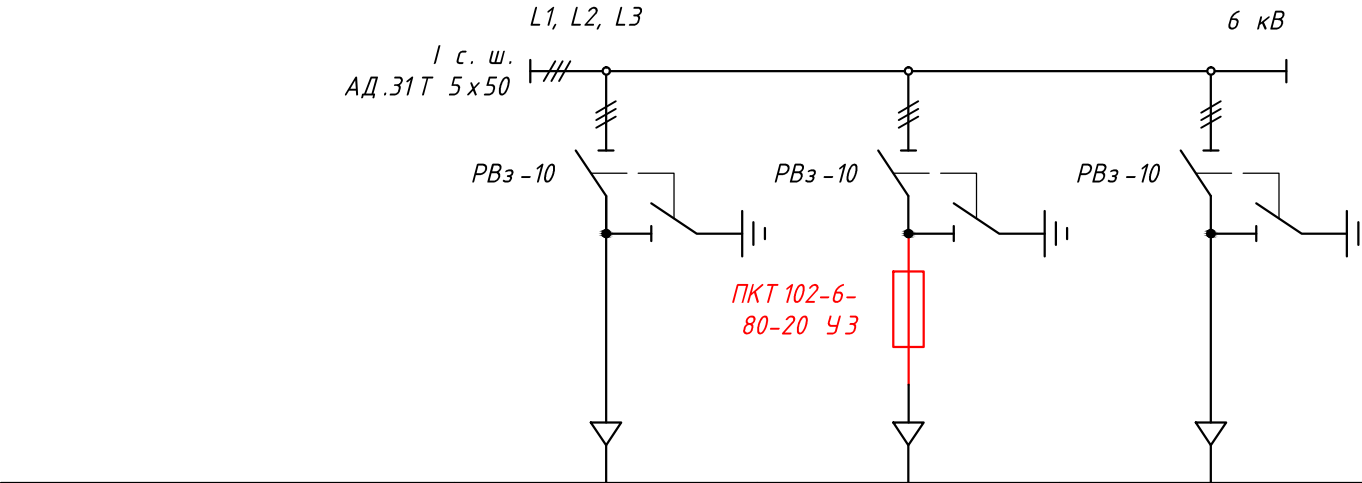 L1, L2, L3
6 кВ
I с. ш.
АД.31Т 5х50
РВз-10
РВз-10
РВз-10
ПКТ 102-6-
80-20 У3